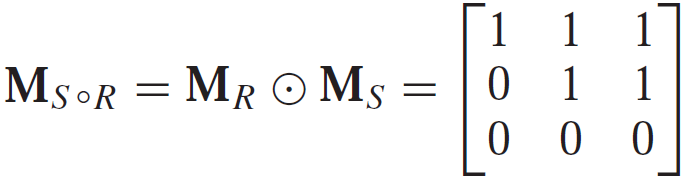 1 1 1
M_{S∘R} = M_R ⊙ M_S = 0 1 1
0 0 0